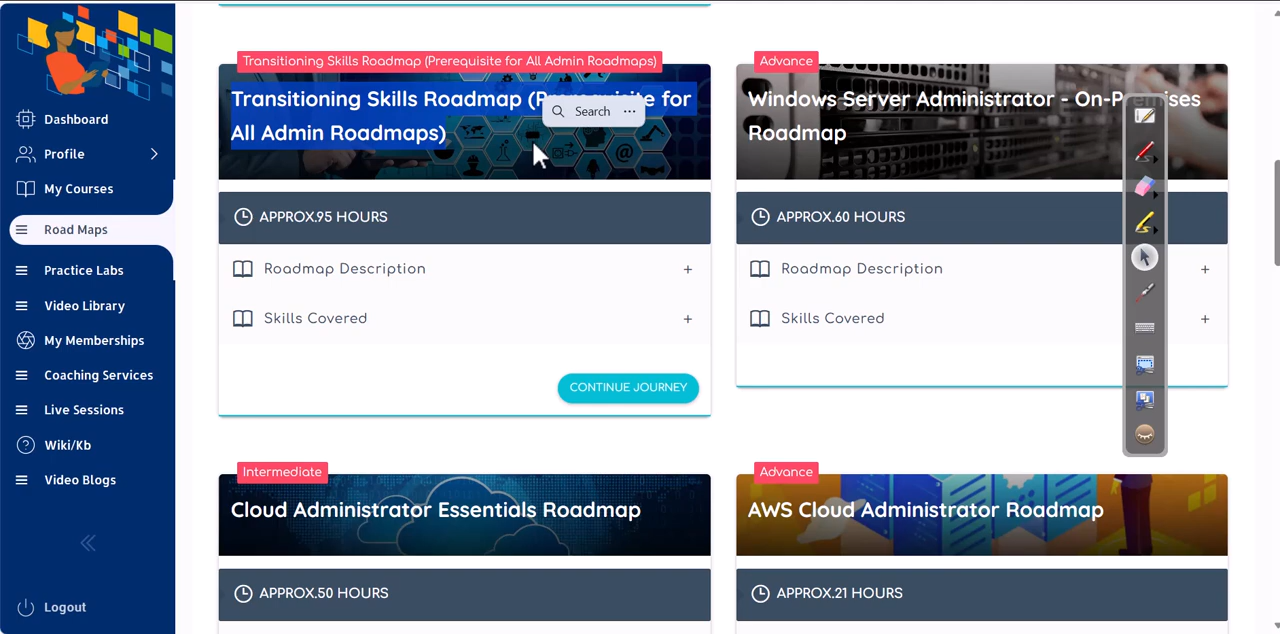 Dashboard
Profile
My Courses
Road Maps
Practice Labs
Video Library
My Memberships
Coaching Services
Live Sessions
Wiki/Kb
Video Blogs
Logout
Transitioning Skills Roadmap (Prerequisite for All Admin Roadmaps)
Transitioning Skills Roadmap (Prerequisite for
All Admin Roadmaps)
Search
APPROX.95 HOURS
Roadmap Description
Skills Covered
CONTINUE JOURNEY
Advance
Windows Server Administrator - On-Premises
Roadmap
APPROX.60 HOURS
Roadmap Description
Skills Covered
Intermediate
Cloud Administrator Essentials Roadmap
APPROX.50 HOURS
Advance
AWS Cloud Administrator Roadmap
APPROX.21 HOURS